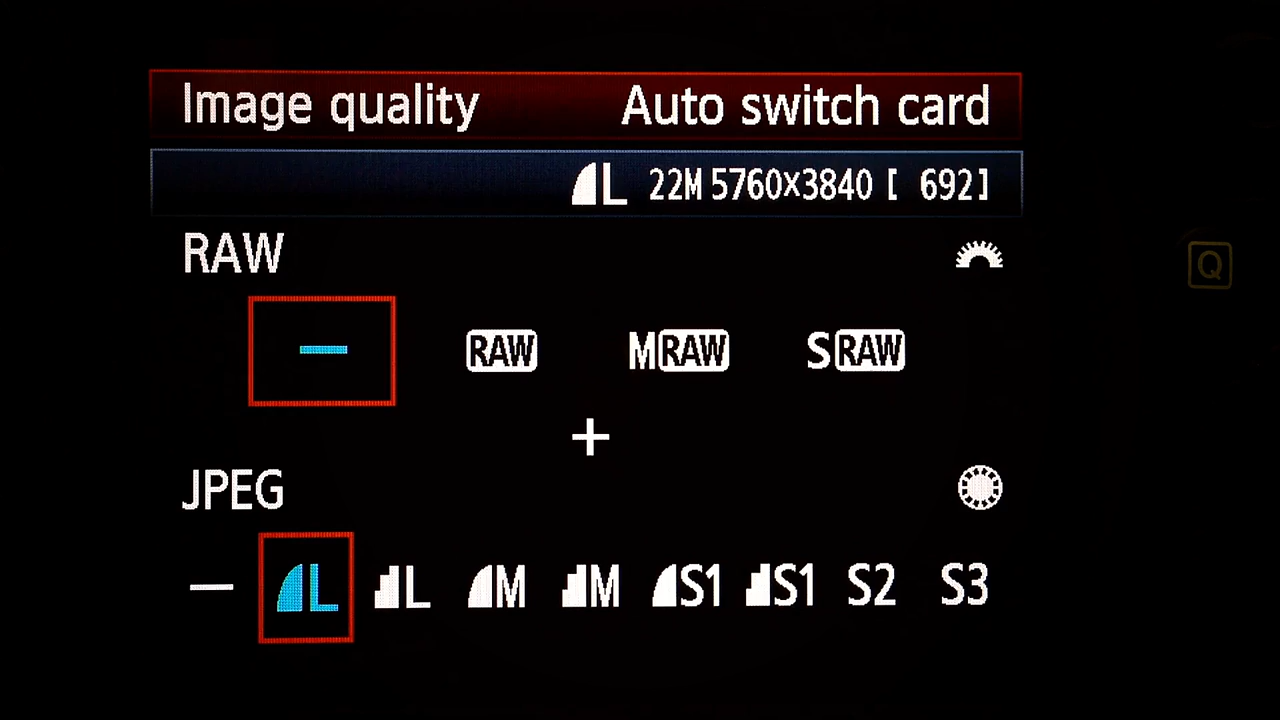 Image quality Auto switch card
L 22M 5760x3840 [ 692]
RAW
Q
— RAW MRAW SRAW
+
JPEG
— L L M M S1 S1 S2 S3